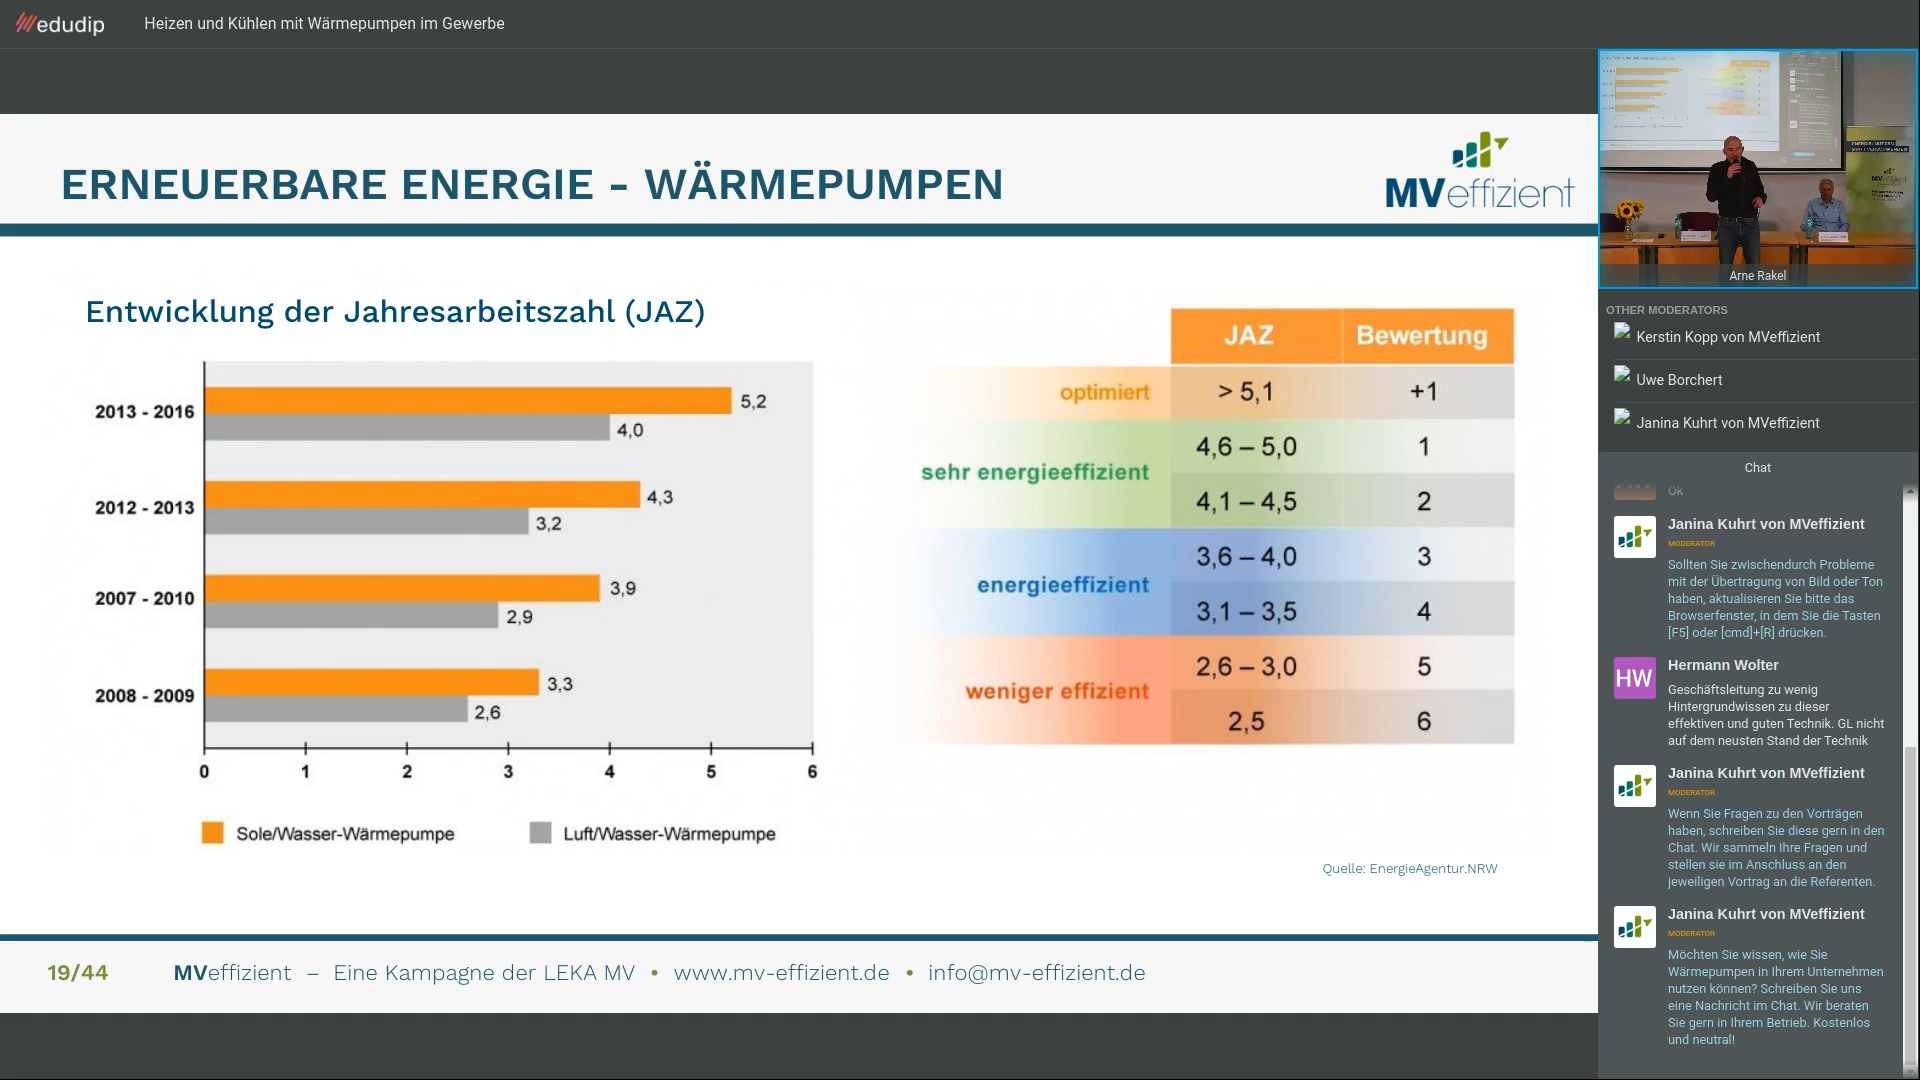 edudip
Heizen und Kühlen mit Wärmepumpen im Gewerbe
ERNEUERBARE ENERGIE - WÄRMEPUMPEN
MVeffizient
Entwicklung der Jahresarbeitszahl (JAZ)
2013 - 2016
5,2
4,0
2012 - 2013
4,3
3,2
2007 - 2010
3,9
2,9
2008 - 2009
3,3
2,6
0 1 2 3 4 5 6
Sole/Wasser-Wärmepumpe Luft/Wasser-Wärmepumpe
JAZ Bewertung
optimiert > 5,1 +1
sehr energieeffizient
4,6 – 5,0 1
4,1 – 4,5 2
energieeffizient
3,6 – 4,0 3
3,1 – 3,5 4
weniger effizient
2,6 – 3,0 5
2,5 6
Quelle: EnergieAgentur.NRW
19/44 MVeffizient – Eine Kampagne der LEKA MV • www.mv-effizient.de • info@mv-effizient.de
Arne Rakel
OTHER MODERATORS
Kerstin Kopp von MVeffizient
Uwe Borchert
Janina Kuhrt von MVeffizient
Chat
Ok
Janina Kuhrt von MVeffizient
MODERATOR
Sollten Sie zwischendurch Probleme
mit der Übertragung von Bild oder Ton
haben, aktualisieren Sie bitte das
Browserfenster, in dem Sie die Tasten
[F5] oder [cmd]+[R] drücken.
HW
Hermann Wolter
Geschäftsleitung zu wenig
Hintergrundwissen zu dieser
effektiven und guten Technik. GL nicht
auf dem neusten Stand der Technik
Janina Kuhrt von MVeffizient
MODERATOR
Wenn Sie Fragen zu den Vorträgen
haben, schreiben Sie diese gern in den
Chat. Wir sammeln Ihre Fragen und
stellen sie im Anschluss an den
jeweiligen Vortrag an die Referenten.
Janina Kuhrt von MVeffizient
MODERATOR
Möchten Sie wissen, wie Sie
Wärmepumpen in Ihrem Unternehmen
nutzen können? Schreiben Sie uns
eine Nachricht im Chat. Wir beraten
Sie gern in Ihrem Betrieb. Kostenlos
und neutral!